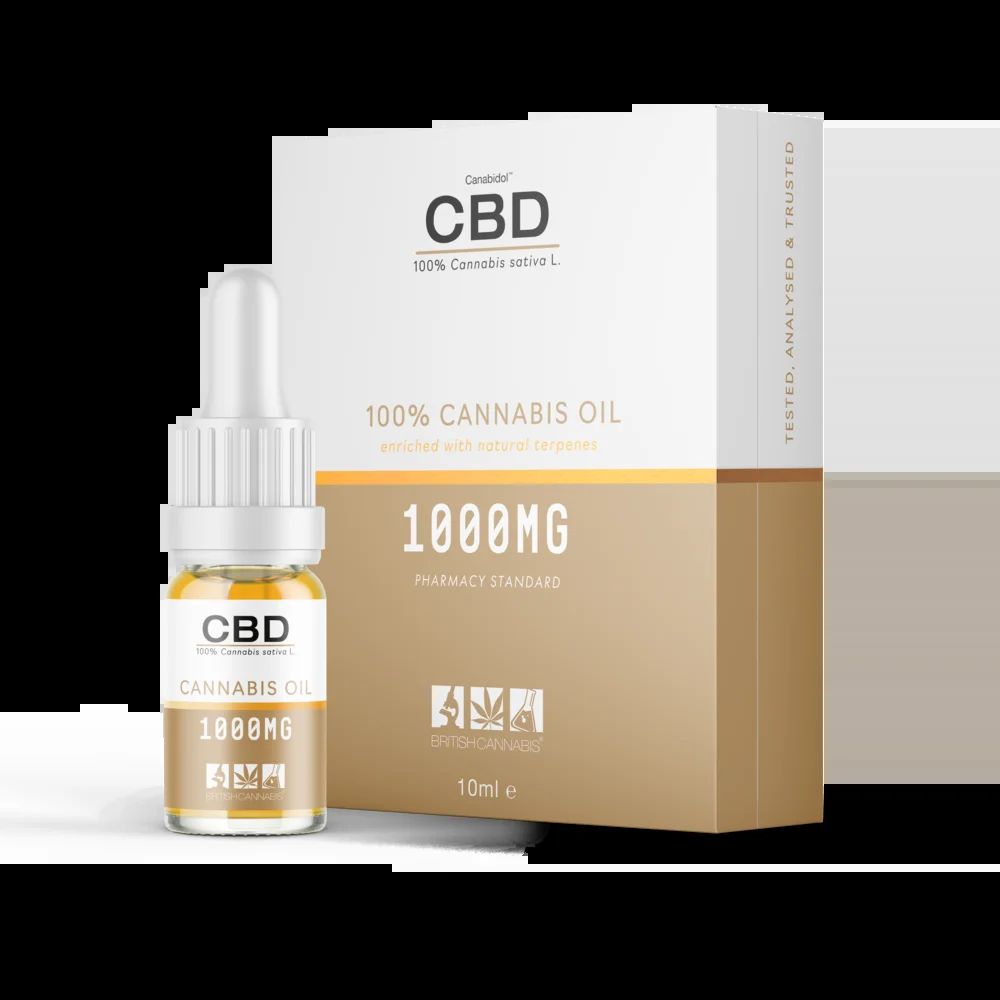 Canabidol™
CBD
100% Cannabis sativa L.
100% CANNABIS OIL
enriched with natural terpenes
1000MG
PHARMACY STANDARD
BRITISHCANNABIS®
10ml ℮
TESTED, ANALYSED & TRUSTED
CBD
100% Cannabis sativa L.
CANNABIS OIL
1000MG
BRITISHCANNABIS